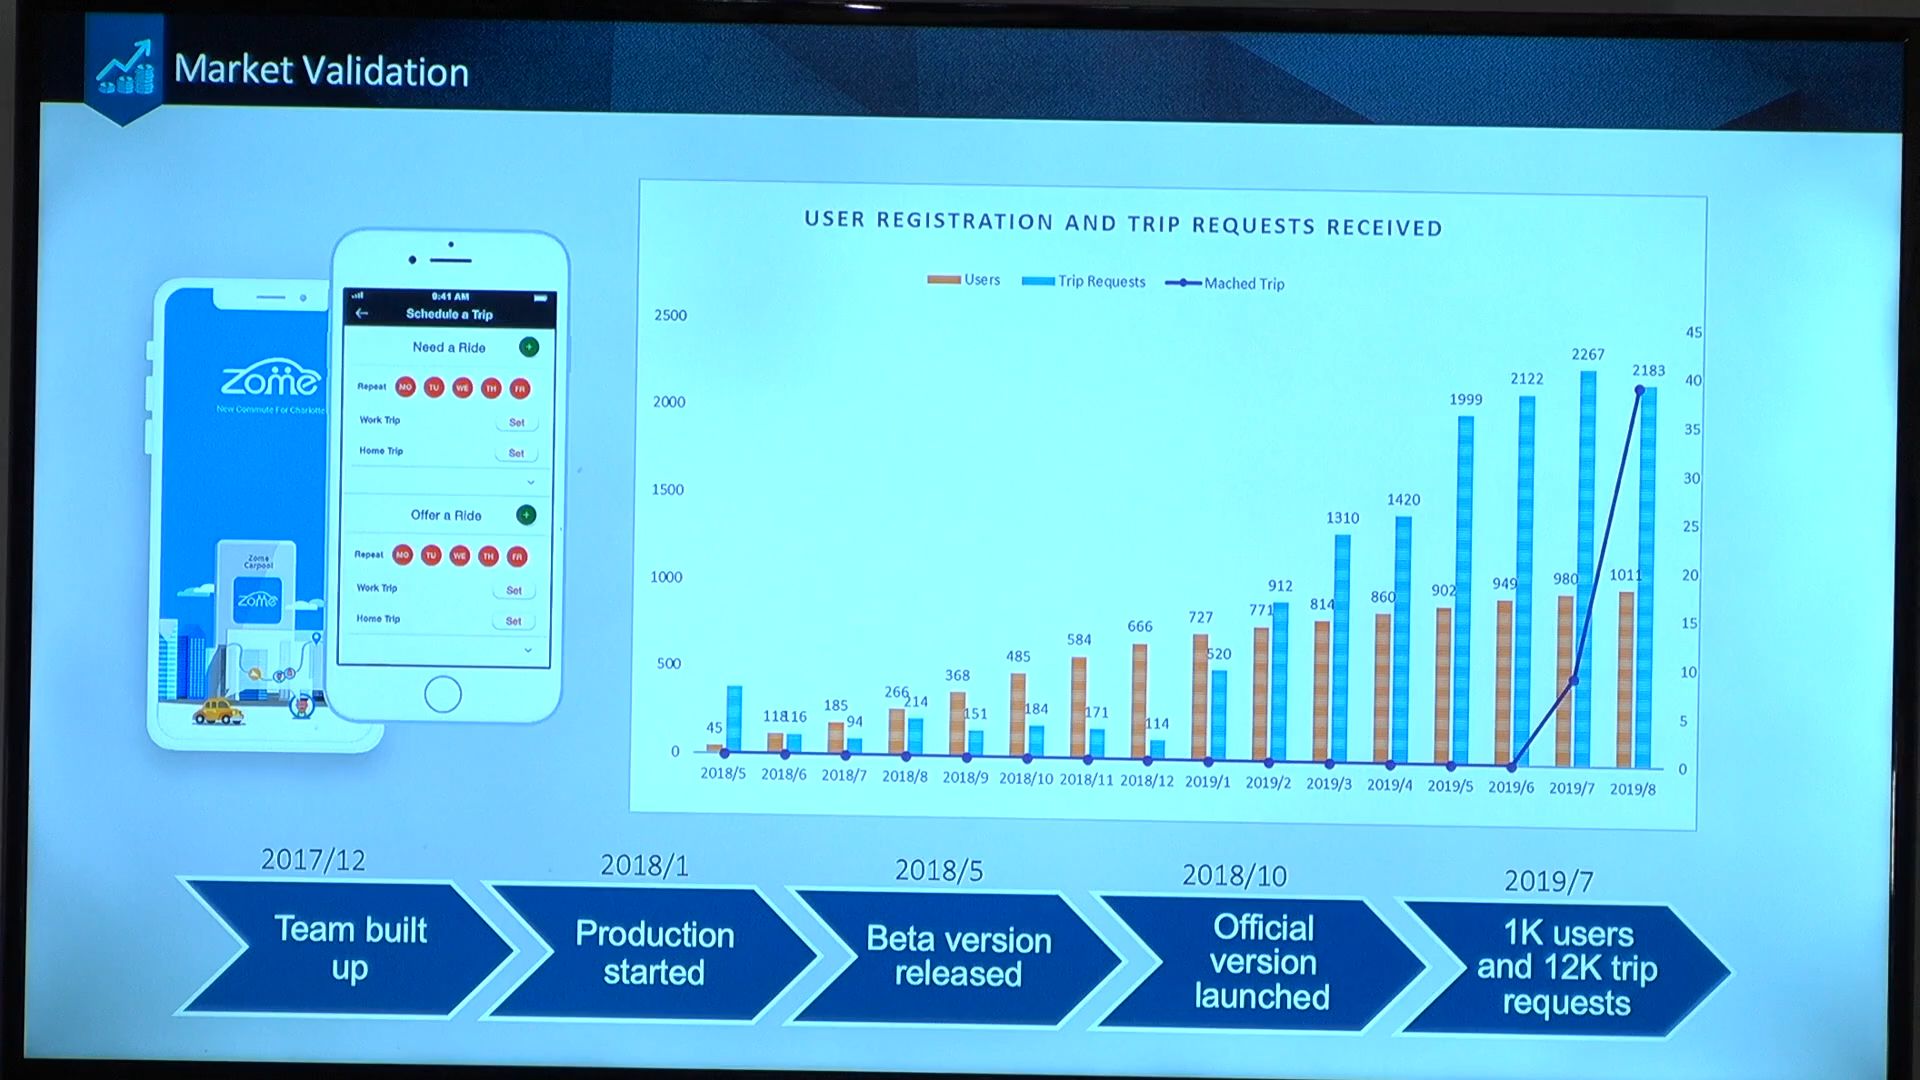 Market Validation
Zome
New Commute For Charlotte
Zome
Carpool
Zome
9:41 AM
Schedule a Trip
Need a Ride
+
Repeat MO TU WE TH FR
Work Trip Set
Home Trip Set
Offer a Ride
+
Repeat MO TU WE TH FR
Work Trip Set
Home Trip Set
USER REGISTRATION AND TRIP REQUESTS RECEIVED
Users Trip Requests Mached Trip
2500
2000
1500
1000
500
0
45
40
35
30
25
20
15
10
5
0
45
118 116
185 94
266 214
368 151
485 184
584 171
666 114
727 520
771 912
814 1310
860 1420
902 1999
949 2122
980 2267
1011 2183
2018/5 2018/6 2018/7 2018/8 2018/9 2018/10 2018/11 2018/12 2019/1 2019/2 2019/3 2019/4 2019/5 2019/6 2019/7 2019/8
2017/12
Team built
up
2018/1
Production
started
2018/5
Beta version
released
2018/10
Official
version
launched
2019/7
1K users
and 12K trip
requests